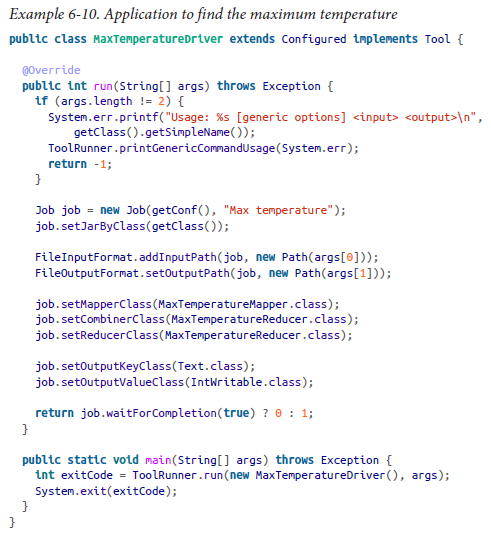 Example 6-10. Application to find the maximum temperature
public class MaxTemperatureDriver extends Configured implements Tool {
@Override
public int run(String[] args) throws Exception {
if (args.length != 2) {
System.err.printf("Usage: %s [generic options] <input> <output>\n",
getClass().getSimpleName());
ToolRunner.printGenericCommandUsage(System.err);
return -1;
}
Job job = new Job(getConf(), "Max temperature");
job.setJarByClass(getClass());
FileInputFormat.addInputPath(job, new Path(args[0]));
FileOutputFormat.setOutputPath(job, new Path(args[1]));
job.setMapperClass(MaxTemperatureMapper.class);
job.setCombinerClass(MaxTemperatureReducer.class);
job.setReducerClass(MaxTemperatureReducer.class);
job.setOutputKeyClass(Text.class);
job.setOutputValueClass(IntWritable.class);
return job.waitForCompletion(true) ? 0 : 1;
}
public static void main(String[] args) throws Exception {
int exitCode = ToolRunner.run(new MaxTemperatureDriver(), args);
System.exit(exitCode);
}
}